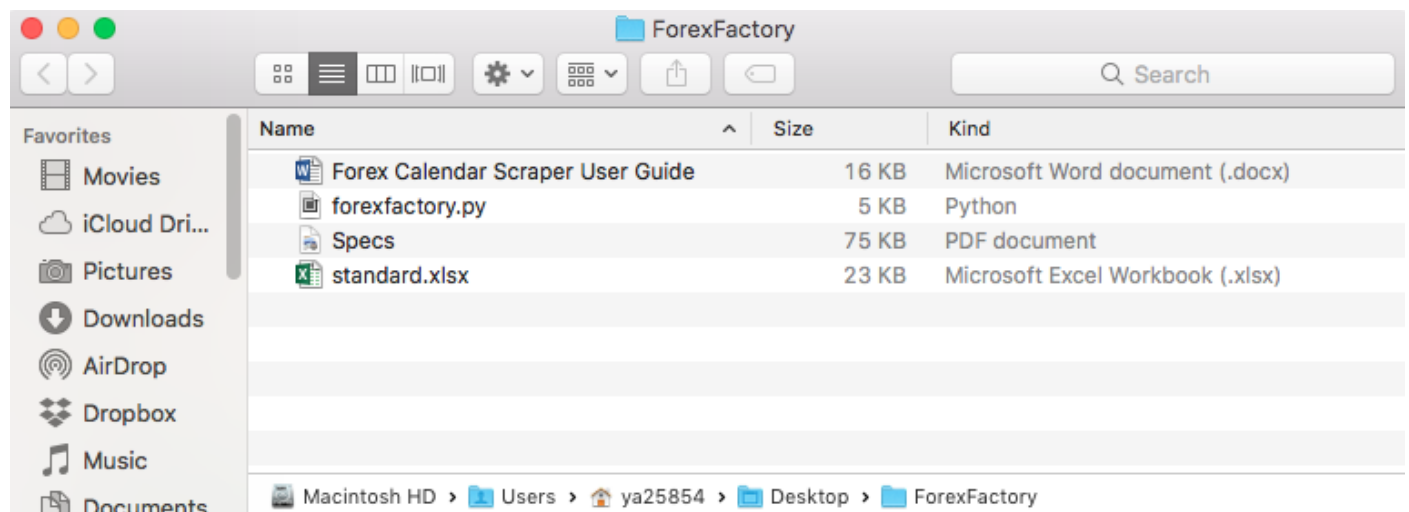 ForexFactory
Search
Favorites
Movies
iCloud Dri...
Pictures
Downloads
AirDrop
Dropbox
Music
Documents
Name Size Kind
Forex Calendar Scraper User Guide 16 KB Microsoft Word document (.docx)
forexfactory.py 5 KB Python
Specs 75 KB PDF document
standard.xlsx 23 KB Microsoft Excel Workbook (.xlsx)
Macintosh HD › Users › ya25854 › Desktop › ForexFactory